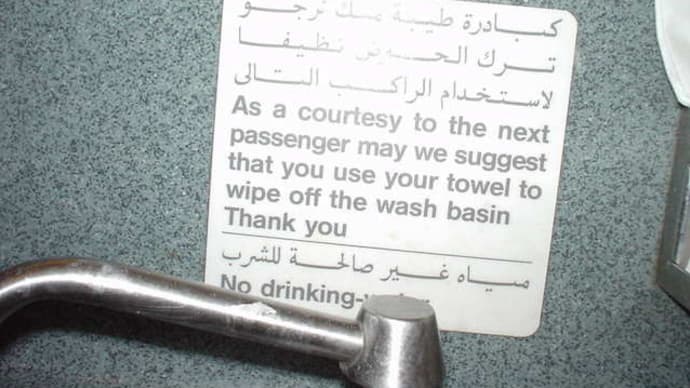 كبادرة طيبة منك نرجو
ترك الحوض نظيفا
لاستخدام الراكب التالى
As a courtesy to the next
passenger may we suggest
that you use your towel to
wipe off the wash basin
Thank you
مياه غير صالحة للشرب
No drinking-